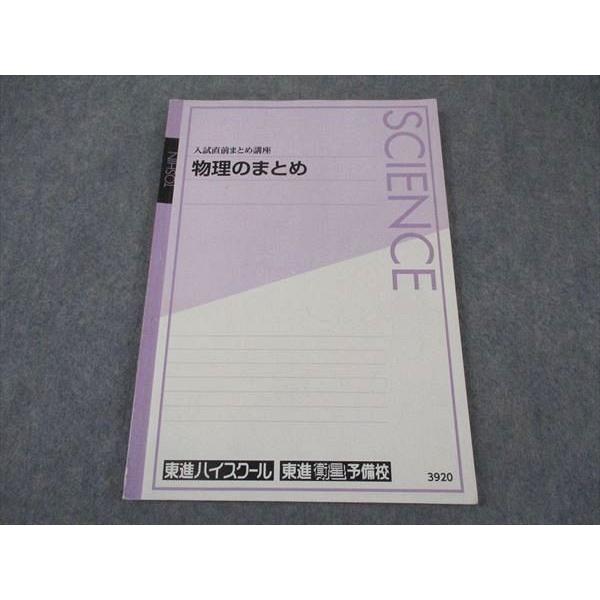 TOSHIN
SCIENCE
入試直前まとめ講座
物理のまとめ
東進ハイスクール 東進衛星予備校
3920